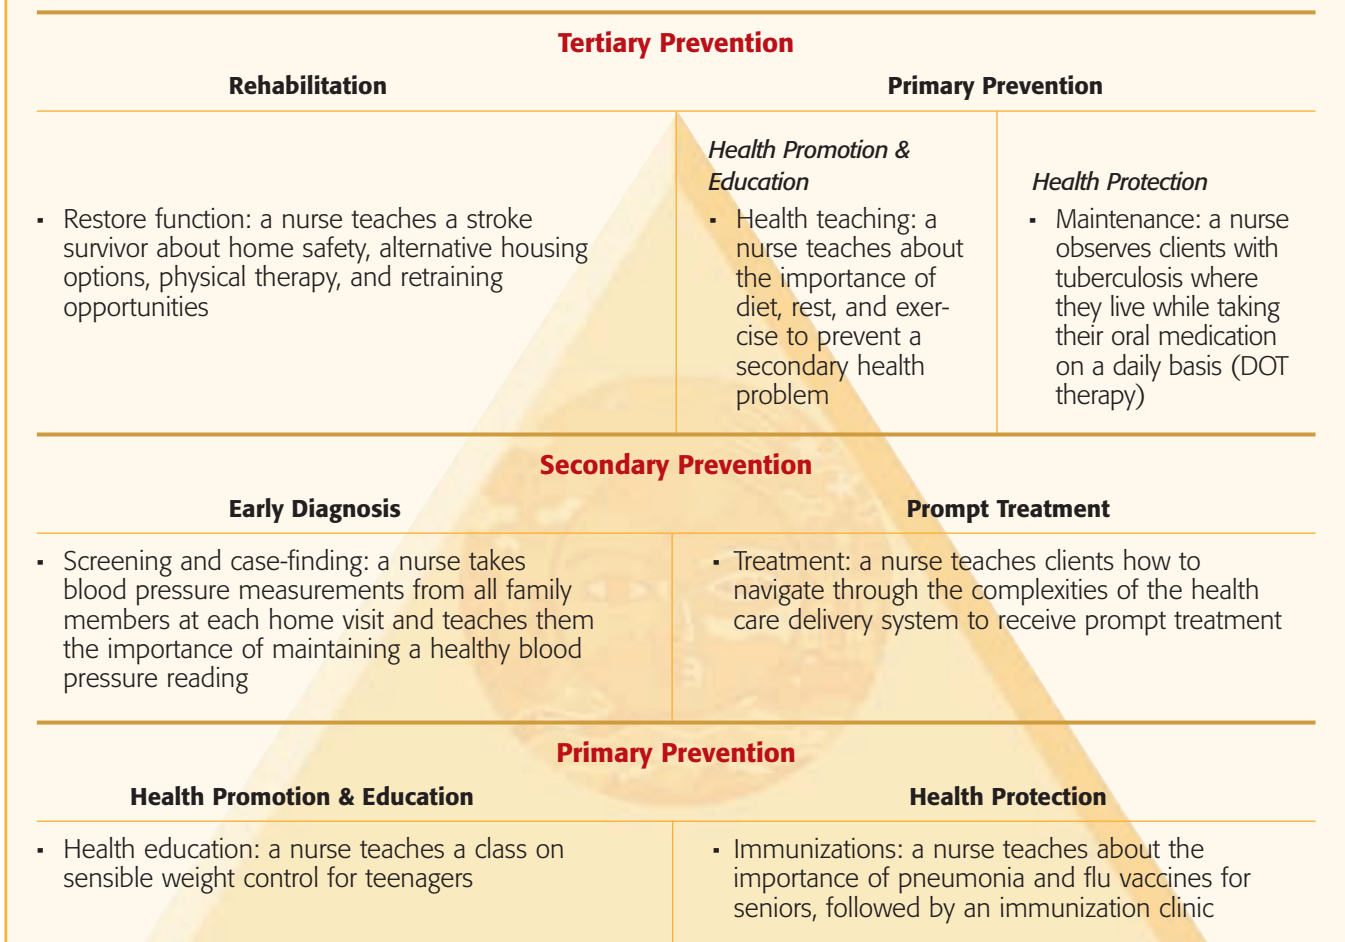 Tertiary Prevention
Rehabilitation
Primary Prevention
Health Promotion &
Education
Health Protection
▪ Restore function: a nurse teaches a stroke
survivor about home safety, alternative housing
options, physical therapy, and retraining
opportunities
▪ Health teaching: a
nurse teaches about
the importance of
diet, rest, and exer-
cise to prevent a
secondary health
problem
▪ Maintenance: a nurse
observes clients with
tuberculosis where
they live while taking
their oral medication
on a daily basis (DOT
therapy)
Secondary Prevention
Early Diagnosis
Prompt Treatment
▪ Screening and case-finding: a nurse takes
blood pressure measurements from all family
members at each home visit and teaches them
the importance of maintaining a healthy blood
pressure reading
▪ Treatment: a nurse teaches clients how to
navigate through the complexities of the health
care delivery system to receive prompt treatment
Primary Prevention
Health Promotion & Education
Health Protection
▪ Health education: a nurse teaches a class on
sensible weight control for teenagers
▪ Immunizations: a nurse teaches about the
importance of pneumonia and flu vaccines for
seniors, followed by an immunization clinic